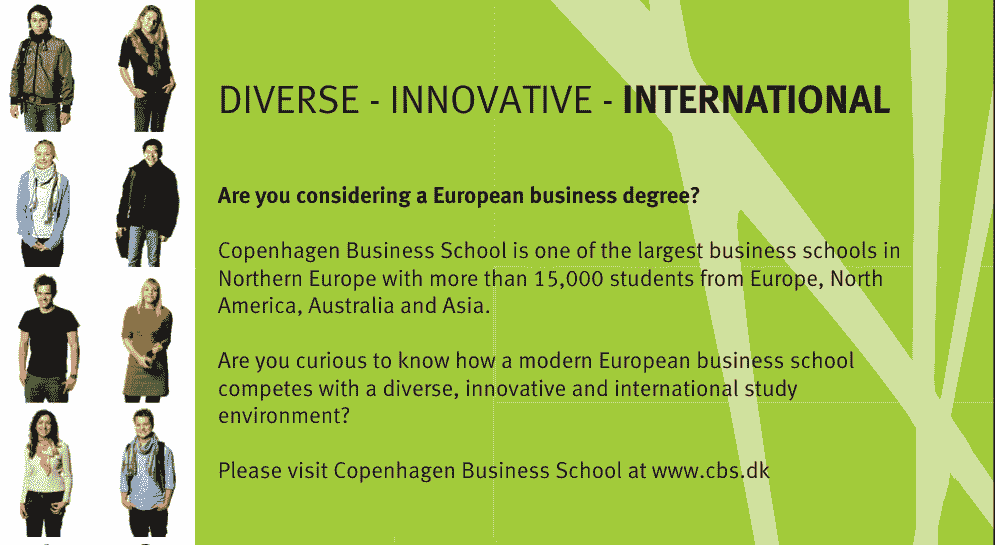 DIVERSE - INNOVATIVE - INTERNATIONAL
Are you considering a European business degree?
Copenhagen Business School is one of the largest business schools in
Northern Europe with more than 15,000 students from Europe, North
America, Australia and Asia.
Are you curious to know how a modern European business school
competes with a diverse, innovative and international study
environment?
Please visit Copenhagen Business School at www.cbs.dk